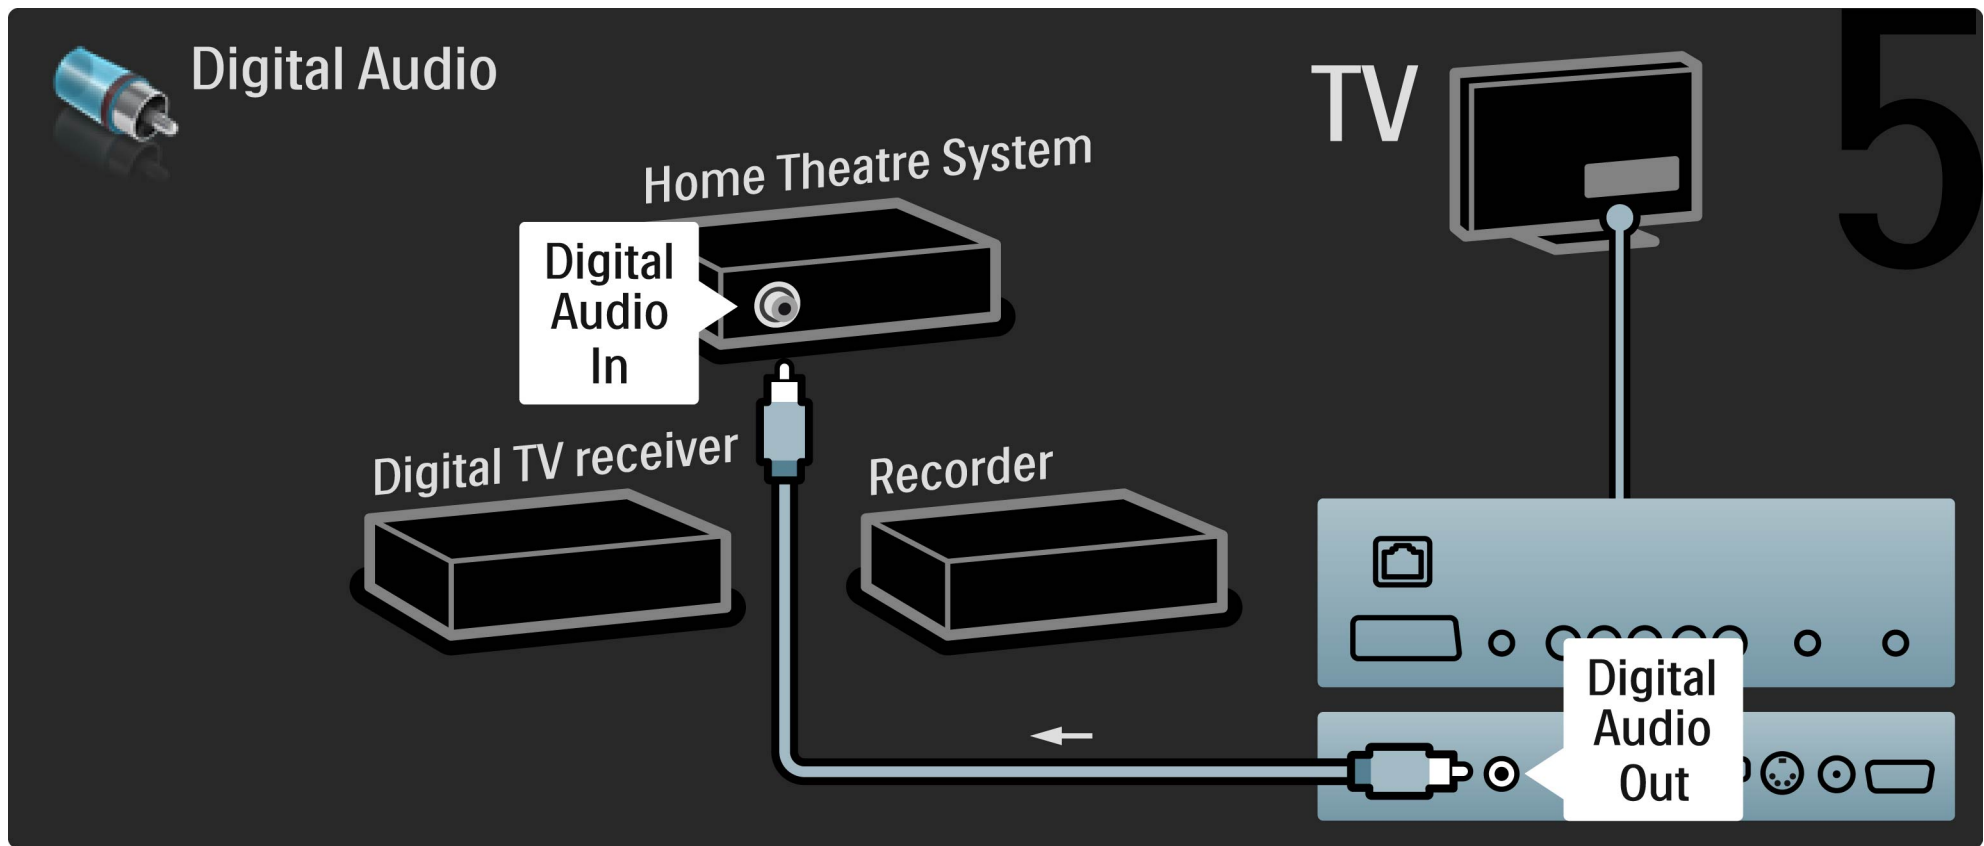 Digital Audio
TV
5
Home Theatre System
Digital
Audio
In
Digital TV receiver
Recorder
Digital
Audio
Out